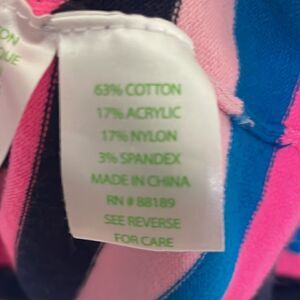 63% COTTON
17% ACRYLIC
17% NYLON
3% SPANDEX
MADE IN CHINA
RN # 88189
SEE REVERSE
FOR CARE